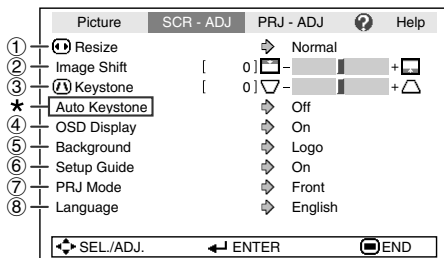 Picture SCR - ADJ PRJ - ADJ ? Help
① Resize Normal
② Image Shift [ 0 ] - +
③ Keystone [ 0 ] - +
* Auto Keystone Off
④ OSD Display On
⑤ Background Logo
⑥ Setup Guide On
⑦ PRJ Mode Front
⑧ Language English
SEL./ADJ. ENTER END